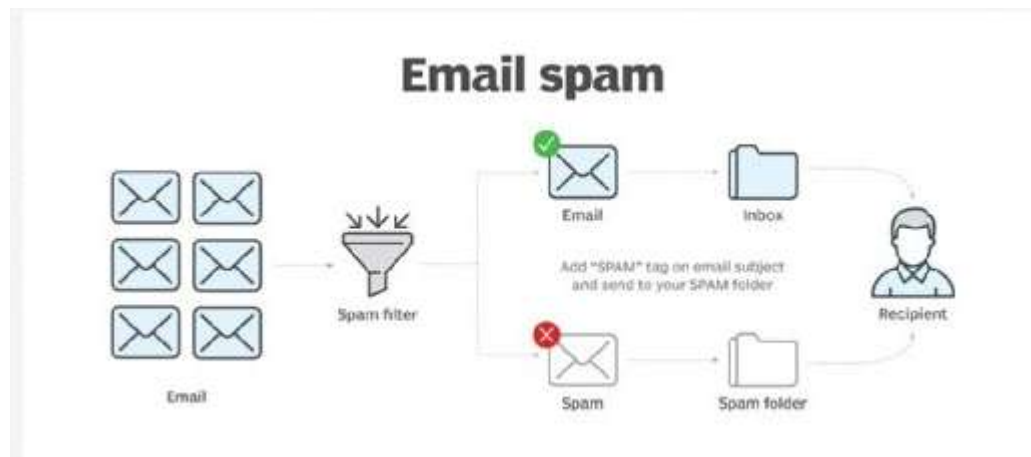 Email spam
Email
Spam filter
Email
Inbox
Add "SPAM" tag on email subject
and send to your SPAM folder
Recipient
Spam
Spam folder